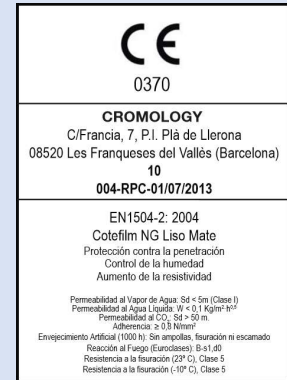 CE
0370
CROMOLOGY
C/Francia, 7, P.I. Plà de Llerona
08520 Les Franqueses del Vallès (Barcelona)
10
004-RPC-01/07/2013
EN1504-2: 2004
Cotefilm NG Liso Mate
Protección contra la penetración
Control de la humedad
Aumento de la resistividad
Permeabilidad al Vapor de Agua: Sd < 5m (Clase I)
Permeabilidad al Agua Líquida: W < 0,1 Kg/m² h⁰·⁵
Permeabilidad al CO₂: Sd > 50 m.
Adherencia: ≥ 0,8 N/mm²
Envejecimiento Artificial (1000 h): Sin ampollas, fisuración ni escamado
Reacción al Fuego (Euroclases): B-s1,d0
Resistencia a la fisuración (23º C), Clase 5
Resistencia a la fisuración (-10º C), Clase 5